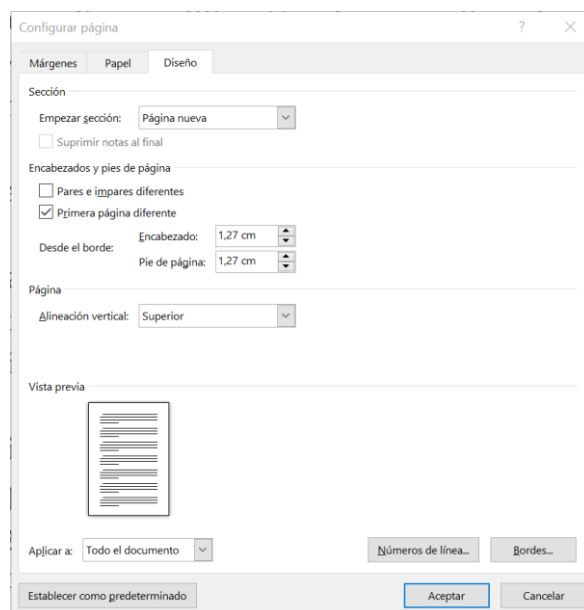 Configurar página
Márgenes Papel Diseño
Sección
Empezar sección: Página nueva
Suprimir notas al final
Encabezados y pies de página
Pares e impares diferentes
Primera página diferente
Desde el borde: Encabezado: 1,27 cm
Pie de página: 1,27 cm
Página
Alineación vertical: Superior
Vista previa
Aplicar a: Todo el documento Números de línea... Bordes...
Establecer como predeterminado Aceptar Cancelar